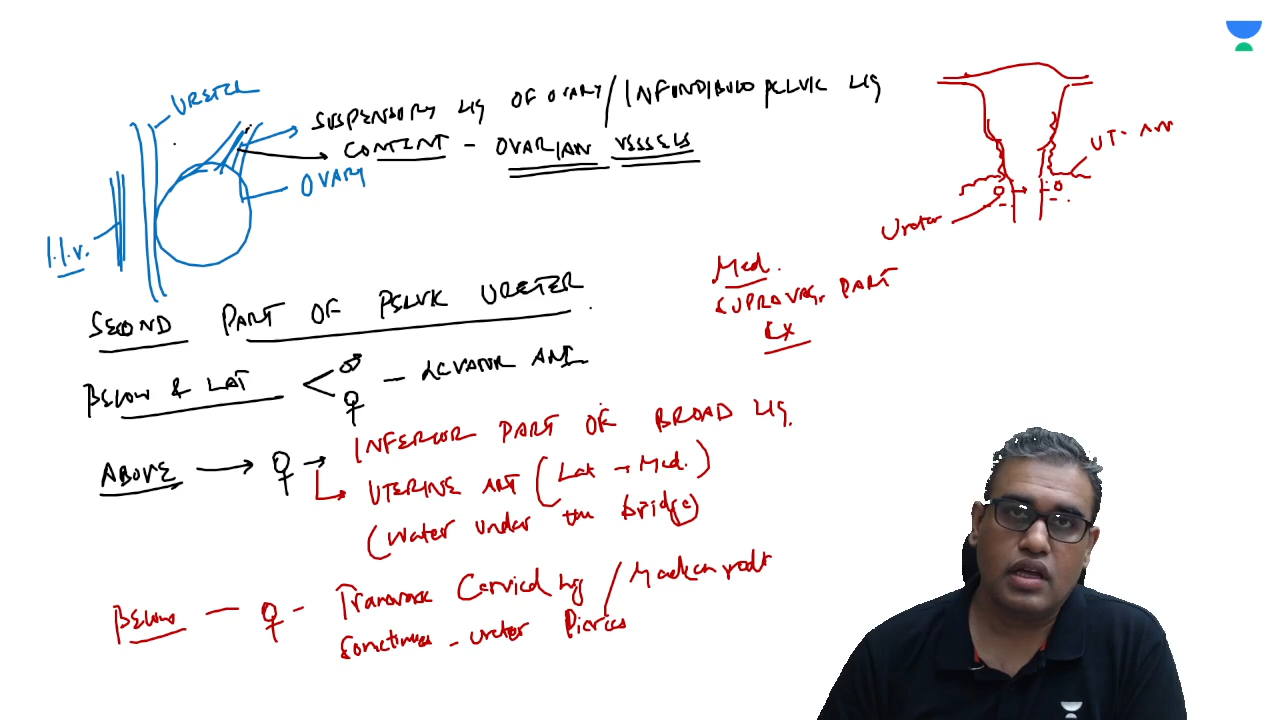 URETER
SUSPENSORY LIG OF OVARY/INFUNDIBULO PELVIC LIG
CONTENT - OVARIAN VESSELS
OVARY
I.I.V.
UT. Art
Ureter
SECOND PART OF PELVIC URETER
Med.
SUPRAVAG. PART
CX
BELOW & LAT < ♂ ♀ - LEVATOR ANI
ABOVE → ♀ → INFERIOR PART OF BROAD LIG.
UTERINE ART (Lat → Med.)
(Water under the bridge)
BELOW - ♀ - Transverse Cervical lig / Mackenrodt
Sometimes - ureter Pierces